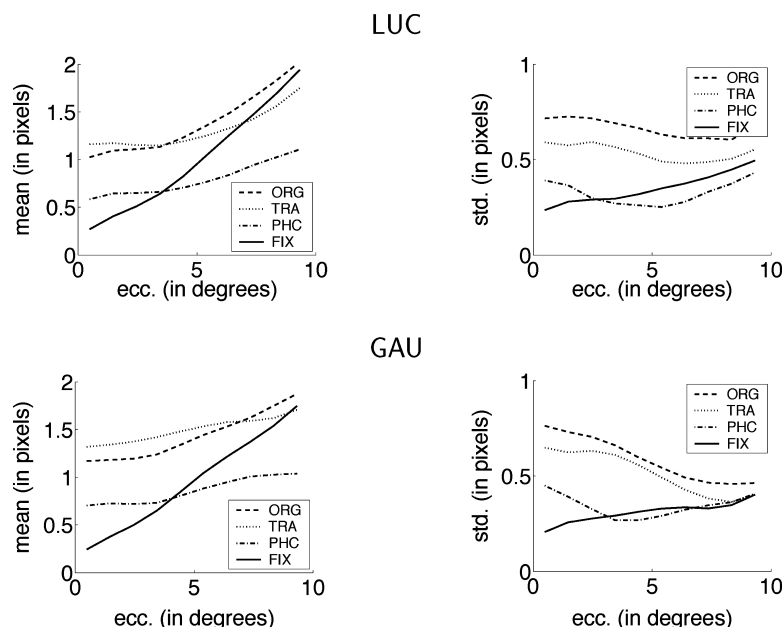 LUC
2
1.5
1
0.5
0
mean (in pixels)
ORG
TRA
PHC
FIX
0
5
10
ecc. (in degrees)
1
0.5
0
std. (in pixels)
ORG
TRA
PHC
FIX
0
5
10
ecc. (in degrees)
GAU
2
1.5
1
0.5
0
mean (in pixels)
ORG
TRA
PHC
FIX
0
5
10
ecc. (in degrees)
1
0.5
0
std. (in pixels)
ORG
TRA
PHC
FIX
0
5
10
ecc. (in degrees)